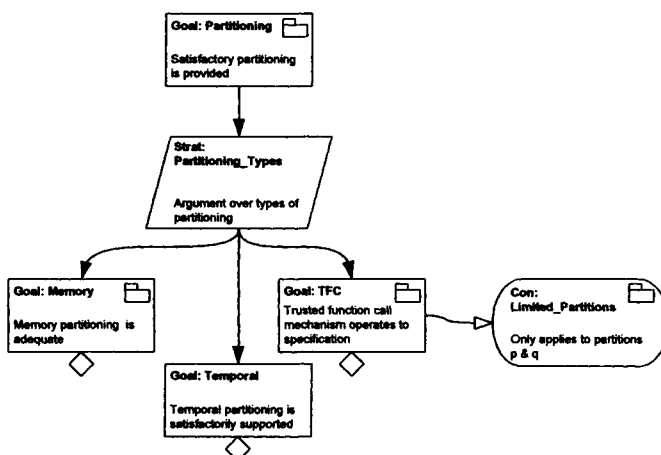 Goal: Partitioning
Satisfactory partitioning
is provided
Strat:
Partitioning_Types
Argument over types of
partitioning
Goal: Memory
Memory partitioning is
adequate
Goal: Temporal
Temporal partitioning is
satisfactorily supported
Goal: TFC
Trusted function call
mechanism operates to
specification
Con:
Limited_Partitions
Only applies to partitions
p & q